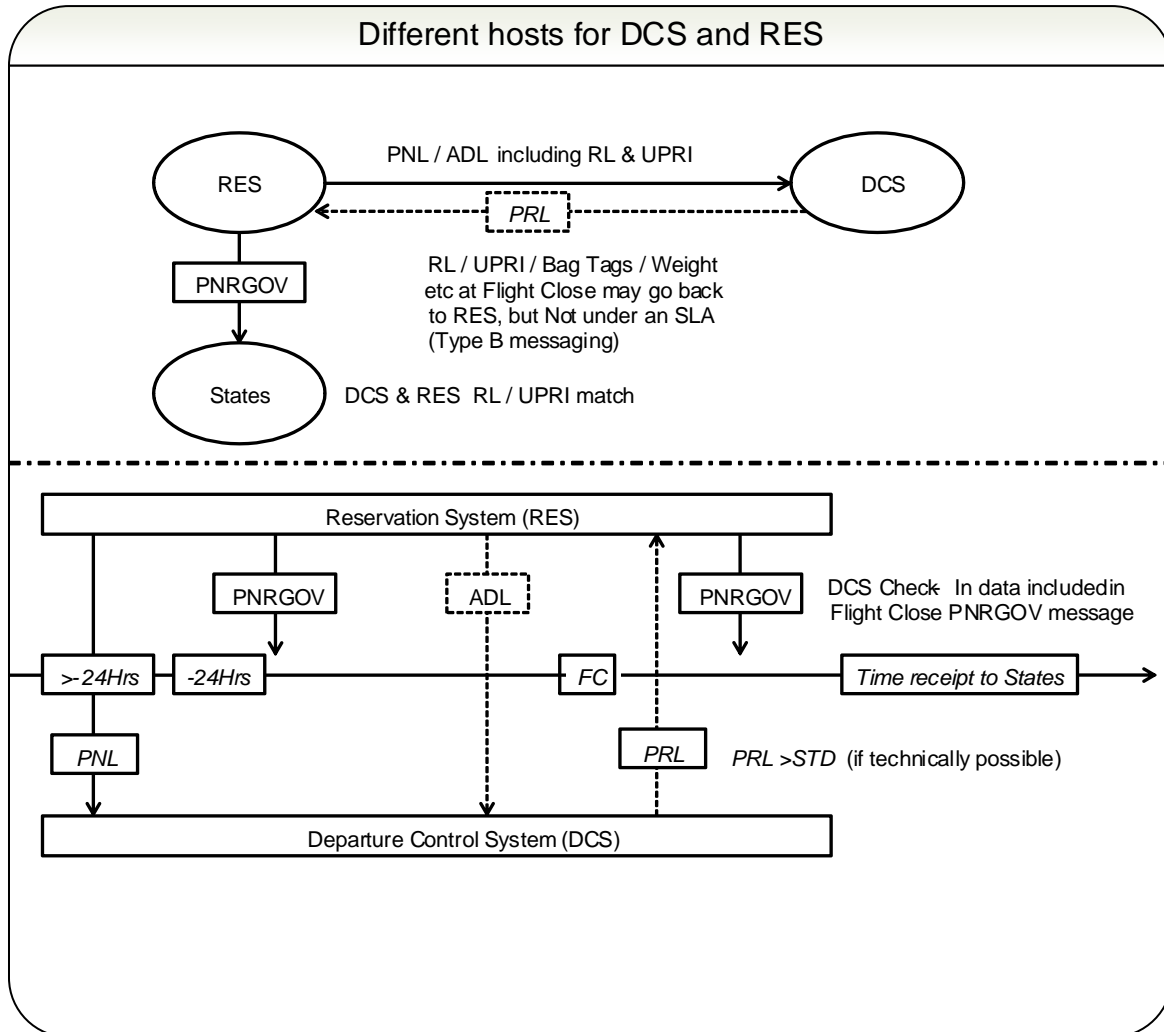 Different hosts for DCS and RES
PNL / ADL including RL & UPRI
RES
DCS
PRL
PNRGOV
RL / UPRI / Bag Tags / Weight
etc at Flight Close may go back
to RES, but Not under an SLA
(Type B messaging)
States
DCS & RES RL / UPRI match
Reservation System (RES)
PNRGOV
ADL
PNRGOV
DCS Check- In data includedin
Flight Close PNRGOV message
>-24Hrs
-24Hrs
FC
Time receipt to States
PNL
PRL
PRL >STD (if technically possible)
Departure Control System (DCS)